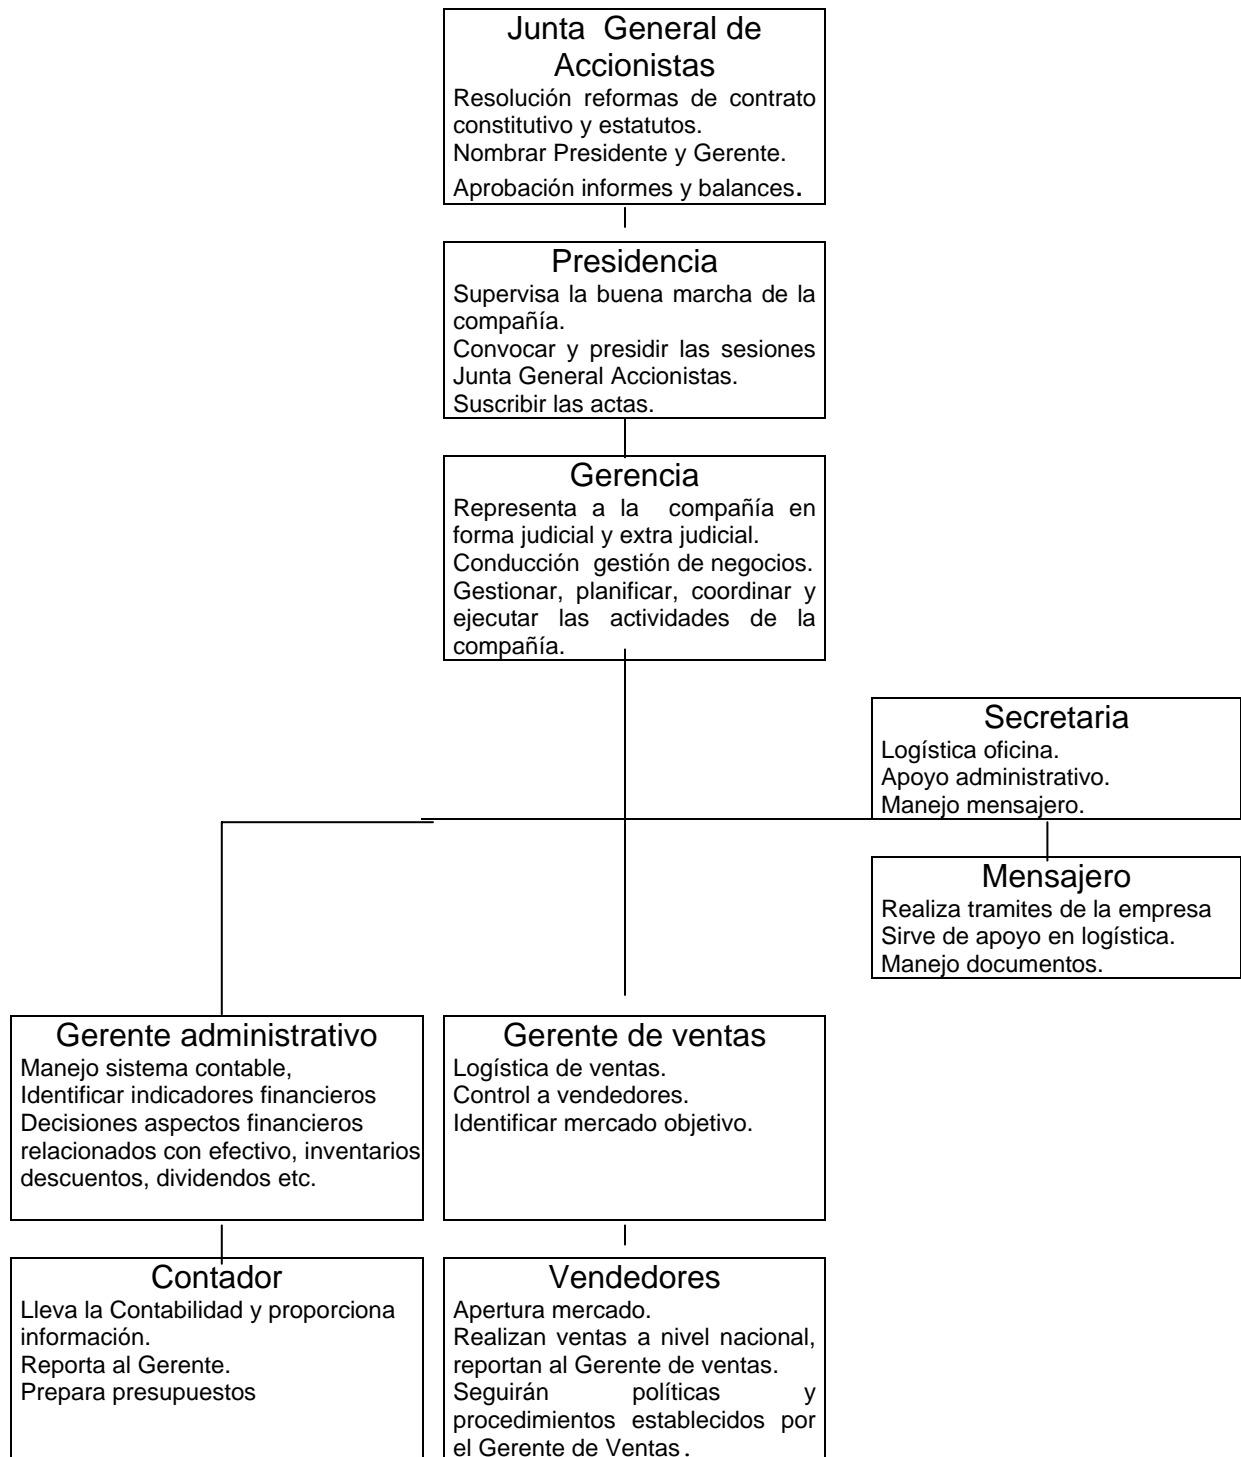 Junta General de
Accionistas
Resolución reformas de contrato
constitutivo y estatutos.
Nombrar Presidente y Gerente.
Aprobación informes y balances.
Presidencia
Supervisa la buena marcha de la
compañía.
Convocar y presidir las sesiones
Junta General Accionistas.
Suscribir las actas.
Gerencia
Representa a la compañía en
forma judicial y extra judicial.
Conducción gestión de negocios.
Gestionar, planificar, coordinar y
ejecutar las actividades de la
compañía.
Secretaria
Logística oficina.
Apoyo administrativo.
Manejo mensajero.
Mensajero
Realiza tramites de la empresa
Sirve de apoyo en logística.
Manejo documentos.
Gerente administrativo
Manejo sistema contable,
Identificar indicadores financieros
Decisiones aspectos financieros
relacionados con efectivo, inventarios
descuentos, dividendos etc.
Gerente de ventas
Logística de ventas.
Control a vendedores.
Identificar mercado objetivo.
Contador
Lleva la Contabilidad y proporciona
información.
Reporta al Gerente.
Prepara presupuestos
Vendedores
Apertura mercado.
Realizan ventas a nivel nacional,
reportan al Gerente de ventas.
Seguirán políticas y
procedimientos establecidos por
el Gerente de Ventas.